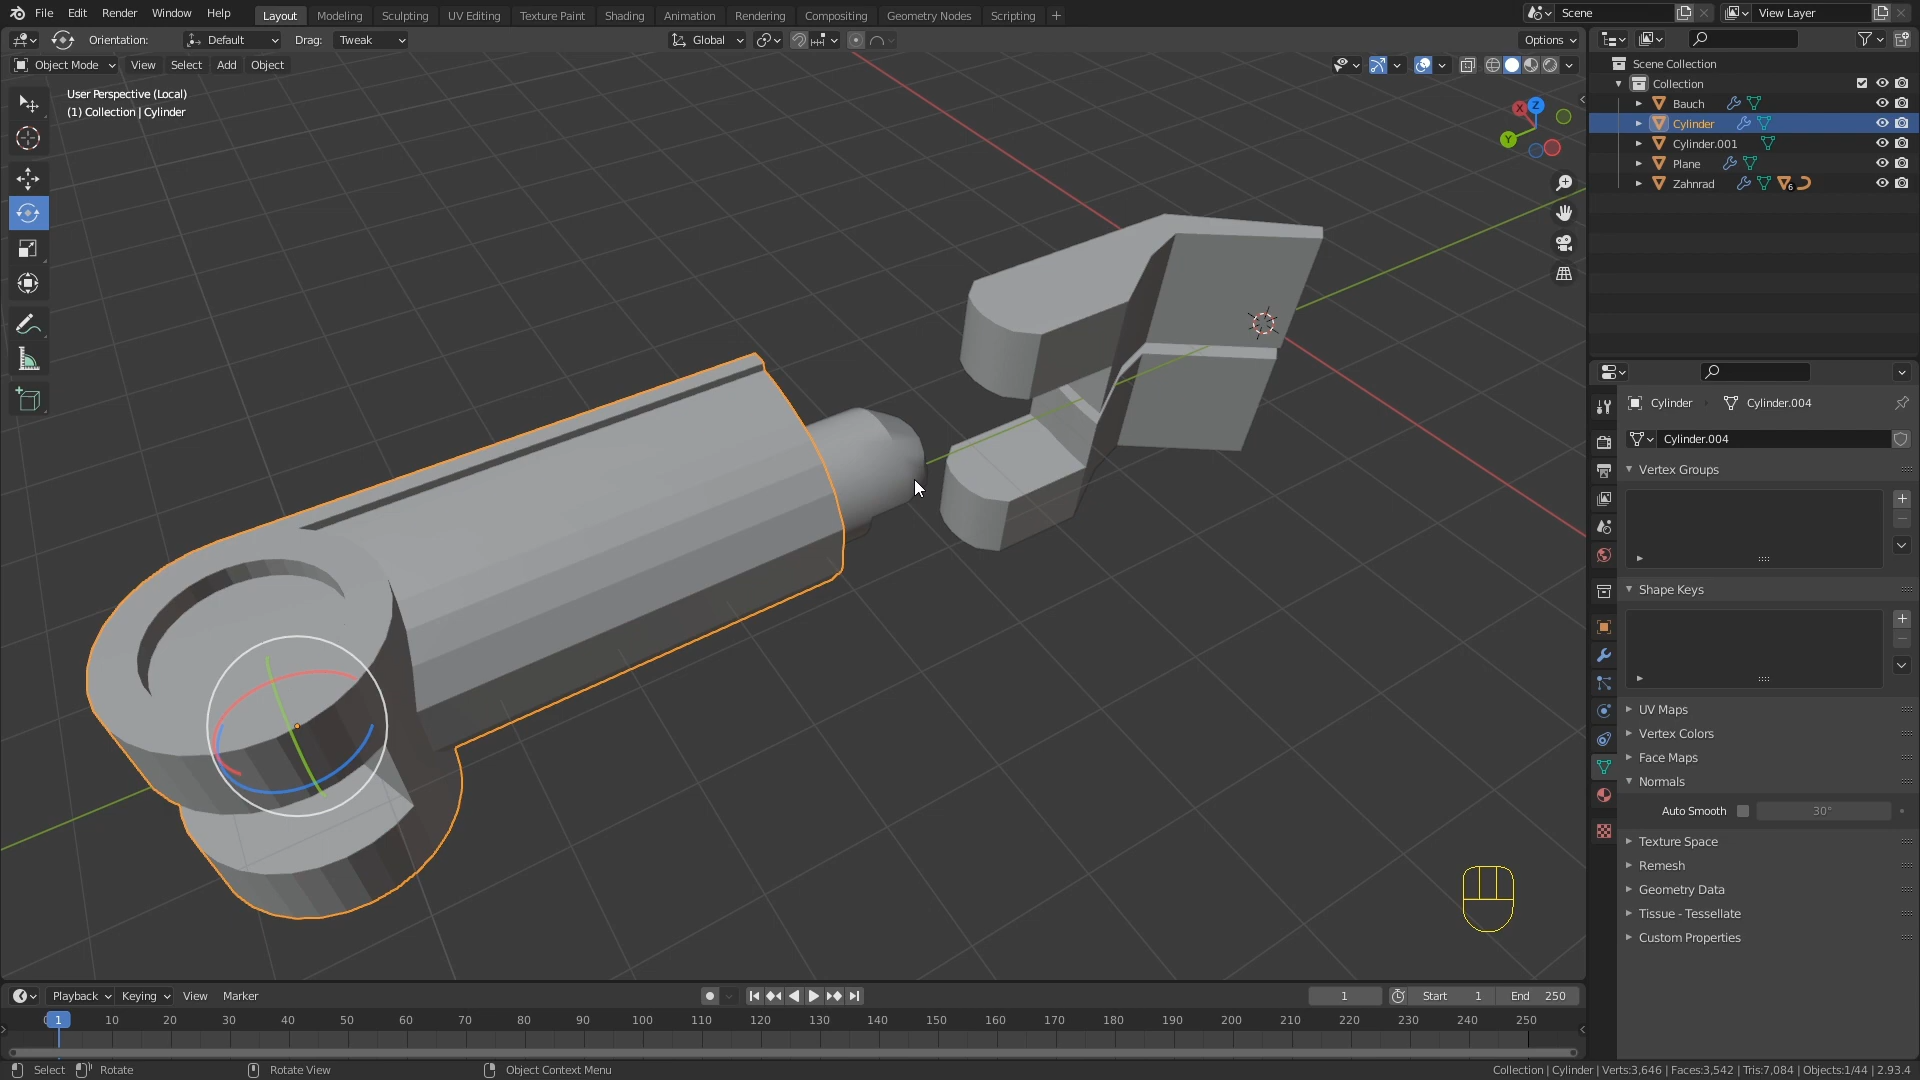 File Edit Render Window Help
Layout Modeling Sculpting UV Editing Texture Paint Shading Animation Rendering Compositing Geometry Nodes Scripting +
Scene
View Layer
Orientation: Default Drag: Tweak
Global
Options
Object Mode View Select Add Object
User Perspective (Local)
(1) Collection | Cylinder
X Z Y
Scene Collection
Collection
Bauch
Cylinder
Cylinder.001
Plane
Zahnrad 6
Cylinder Cylinder.004
Cylinder.004
Vertex Groups
Shape Keys
UV Maps
Vertex Colors
Face Maps
Normals
Auto Smooth 30°
Texture Space
Remesh
Geometry Data
Tissue - Tessellate
Custom Properties
Playback Keying View Marker
1 Start 1 End 250
1 10 20 30 40 50 60 70 80 90 100 110 120 130 140 150 160 170 180 190 200 210 220 230 240 250
Select Rotate Rotate View Object Context Menu
Collection | Cylinder | Verts:3,646 | Faces:3,542 | Tris:7,084 | Objects:1/44 | 2.93.4